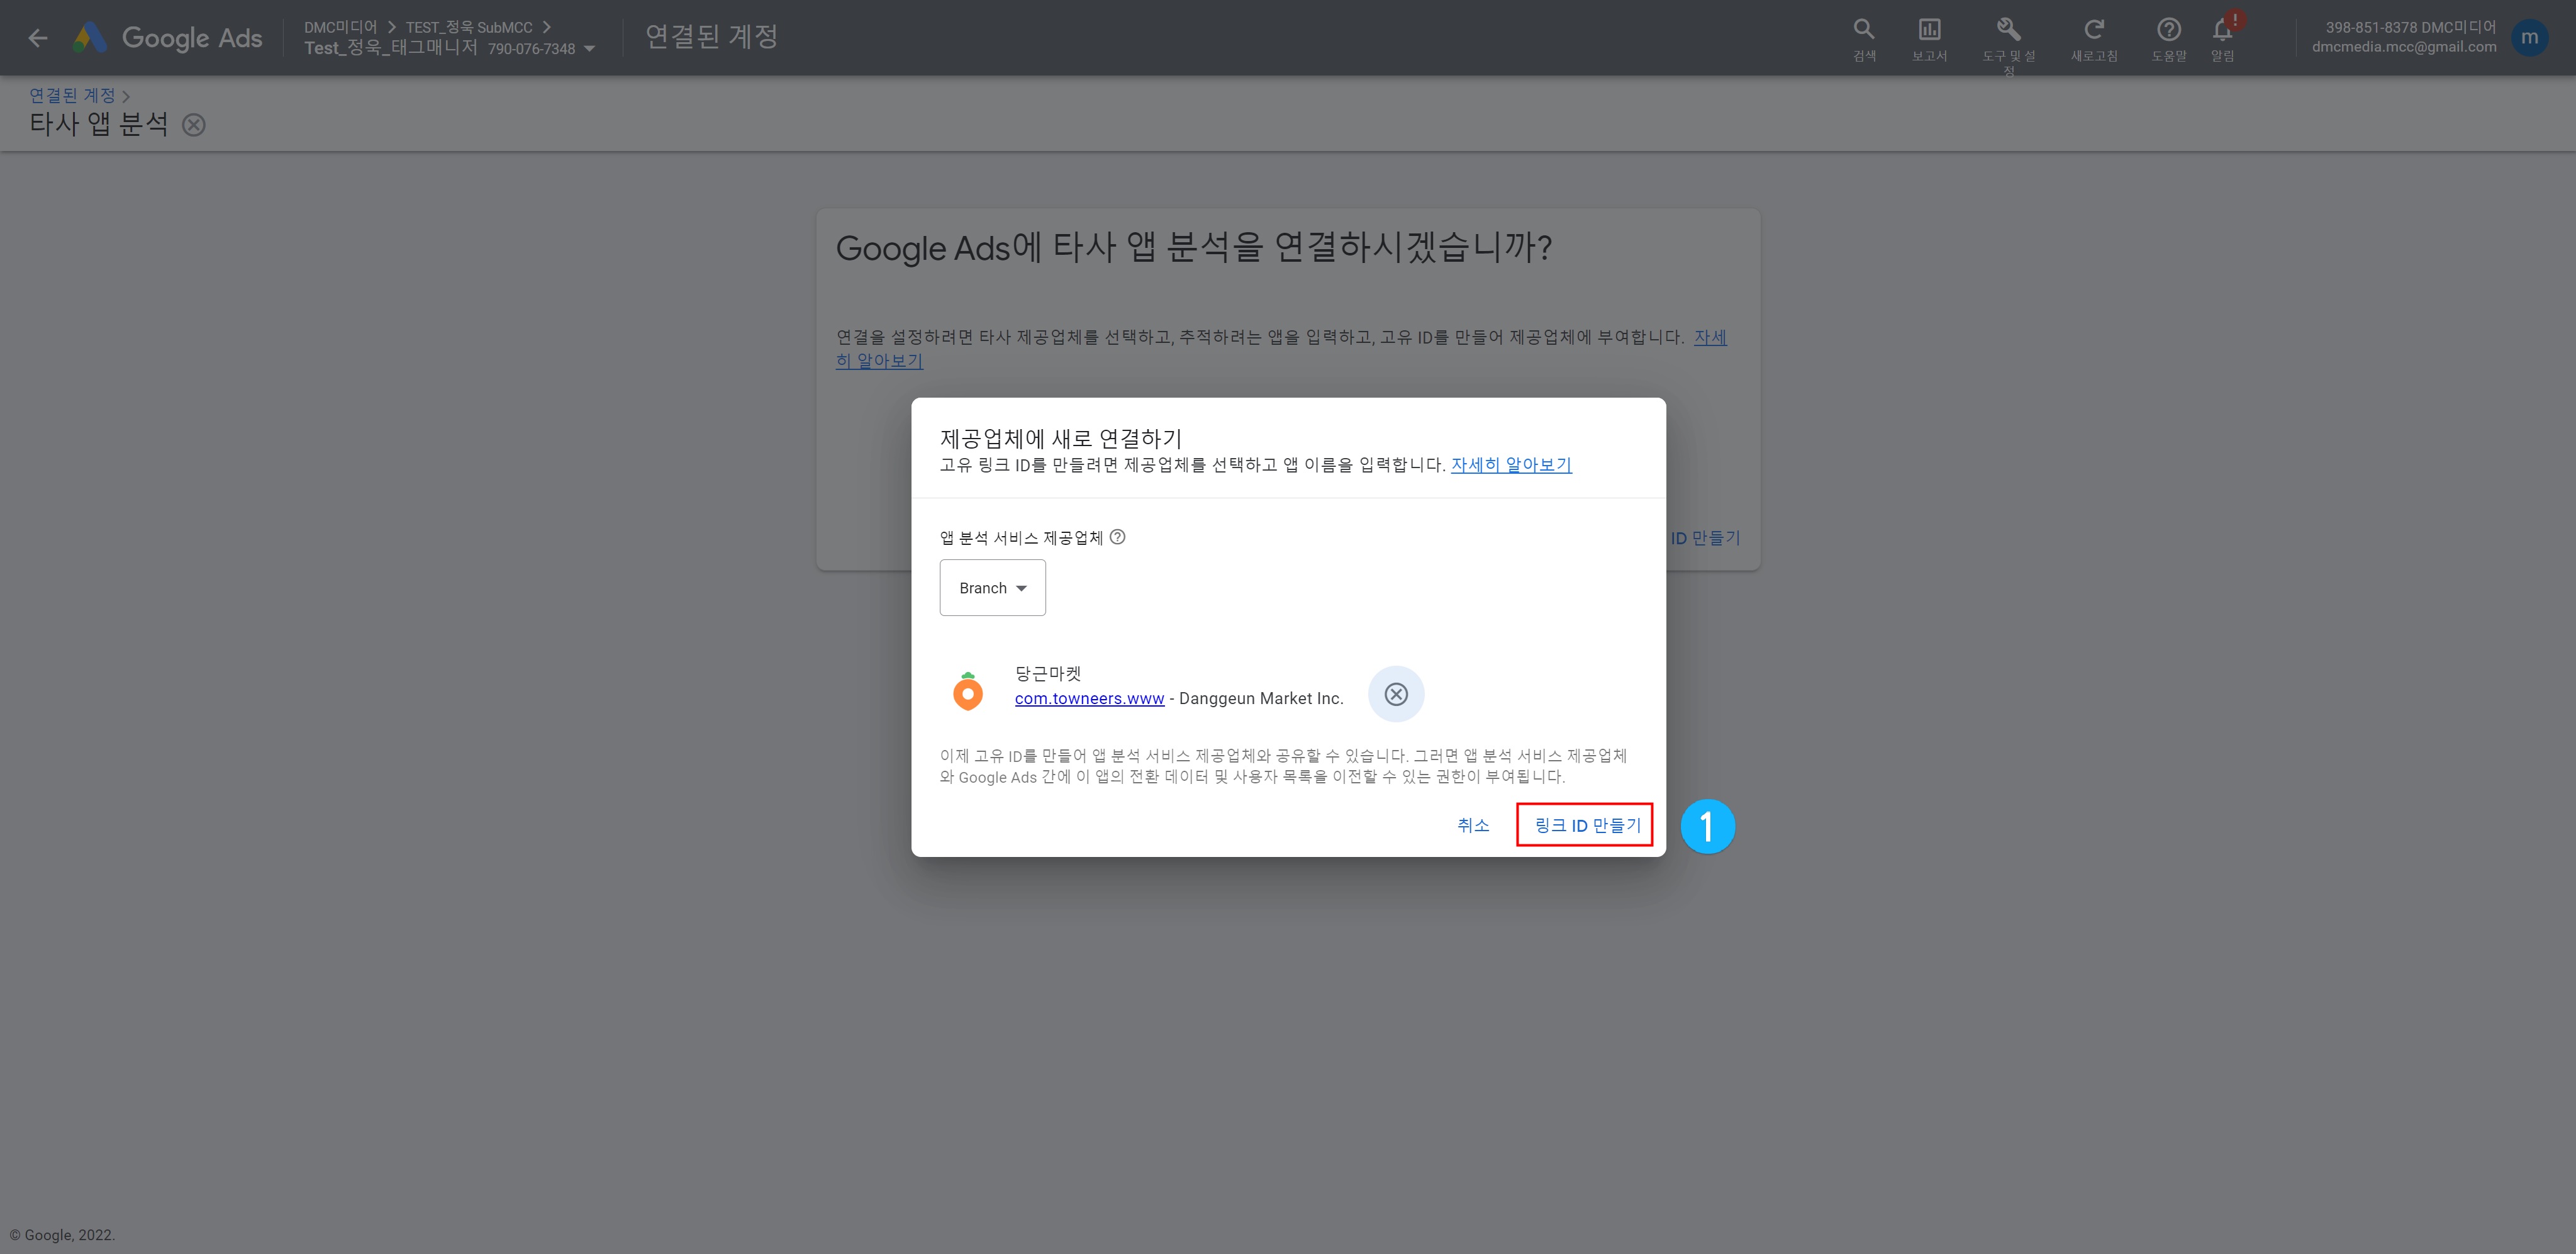 Google Ads
DMC미디어 > TEST_정욱 SubMCC >
Test_정욱_태그매니저 790-076-7348
연결된 계정
검색
보고서
도구 및 설
정
새로고침
도움말
!
알림
398-851-8378 DMC미디어
dmcmedia.mcc@gmail.com
m
연결된 계정 >
타사 앱 분석
Google Ads에 타사 앱 분석을 연결하시겠습니까?
연결을 설정하려면 타사 제공업체를 선택하고, 추적하려는 앱을 입력하고, 고유 ID를 만들어 제공업체에 부여합니다. 자세
히 알아보기
ID 만들기
제공업체에 새로 연결하기
고유 링크 ID를 만들려면 제공업체를 선택하고 앱 이름을 입력합니다. 자세히 알아보기
앱 분석 서비스 제공업체 ?
Branch
당근마켓
com.towneers.www - Danggeun Market Inc.
이제 고유 ID를 만들어 앱 분석 서비스 제공업체와 공유할 수 있습니다. 그러면 앱 분석 서비스 제공업체
와 Google Ads 간에 이 앱의 전환 데이터 및 사용자 목록을 이전할 수 있는 권한이 부여됩니다.
취소
링크 ID 만들기
1
© Google, 2022.